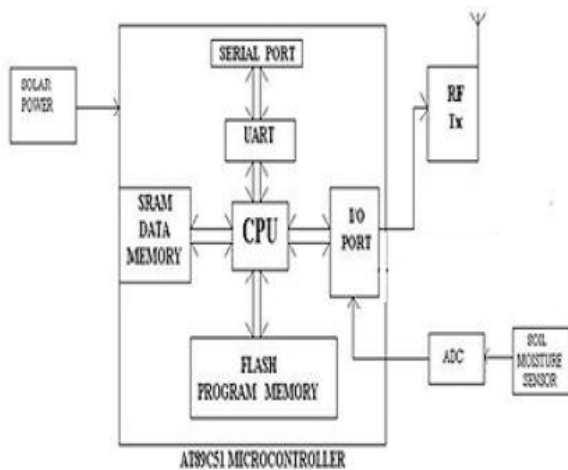 SERIAL PORT
SOLAR
POWER
RF
Tx
UART
SRAM
DATA
MEMORY
CPU
I/O
PORT
FLASH
PROGRAM MEMORY
ADC
SOIL
MOISTURE
SENSOR
AT89C51 MICROCONTROLLER